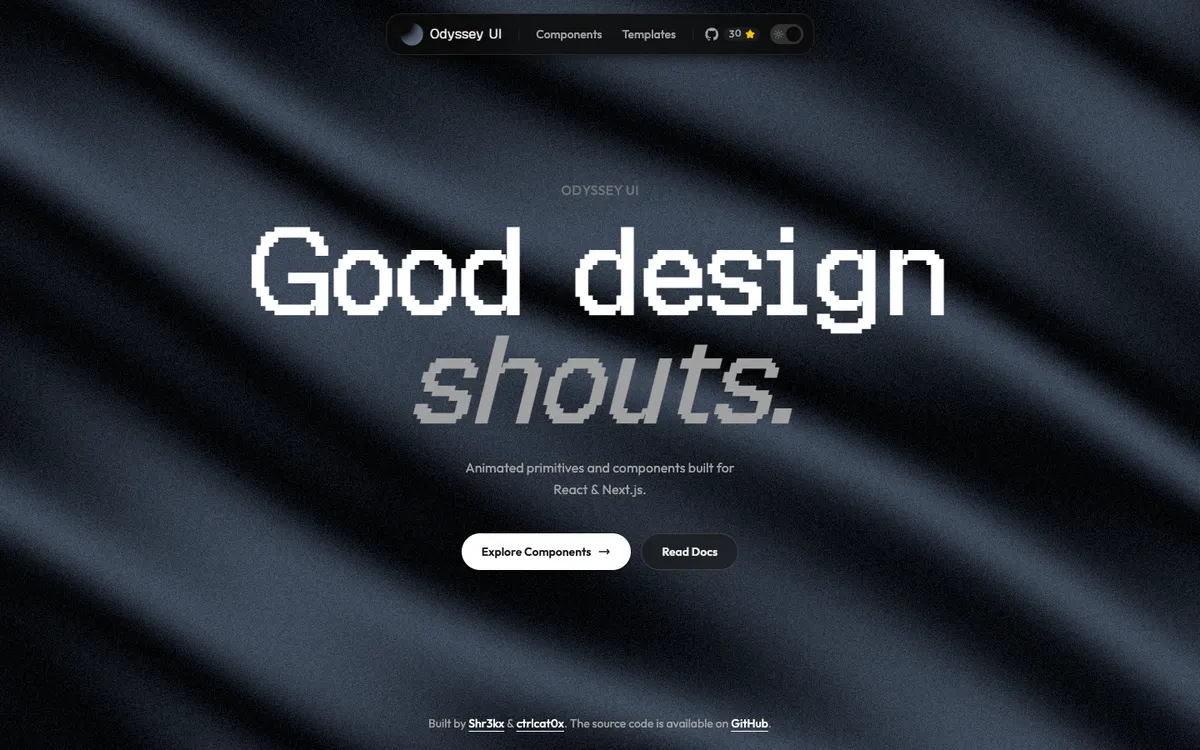 Odyssey UI Components Templates 30
ODYSSEY UI
Good design
shouts.
Animated primitives and components built for
React & Next.js.
Explore Components → Read Docs
Built by Shr3kx & ctrlcat0x. The source code is available on GitHub.